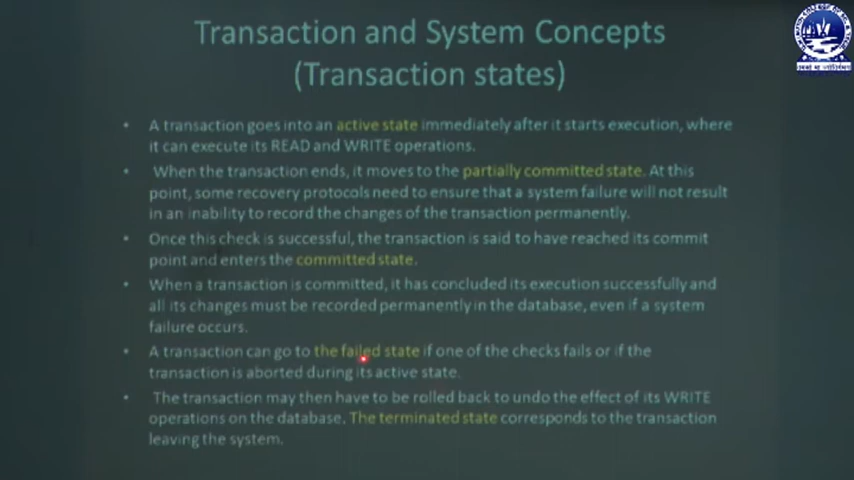 Transaction and System Concepts
(Transaction states)
• A transaction goes into an active state immediately after it starts execution, where
it can execute its READ and WRITE operations.
• When the transaction ends, it moves to the partially committed state. At this
point, some recovery protocols need to ensure that a system failure will not result
in an inability to record the changes of the transaction permanently.
• Once this check is successful, the transaction is said to have reached its commit
point and enters the committed state.
• When a transaction is committed, it has concluded its execution successfully and
all its changes must be recorded permanently in the database, even if a system
failure occurs.
• A transaction can go to the failed state if one of the checks fails or if the
transaction is aborted during its active state.
• The transaction may then have to be rolled back to undo the effect of its WRITE
operations on the database. The terminated state corresponds to the transaction
leaving the system.